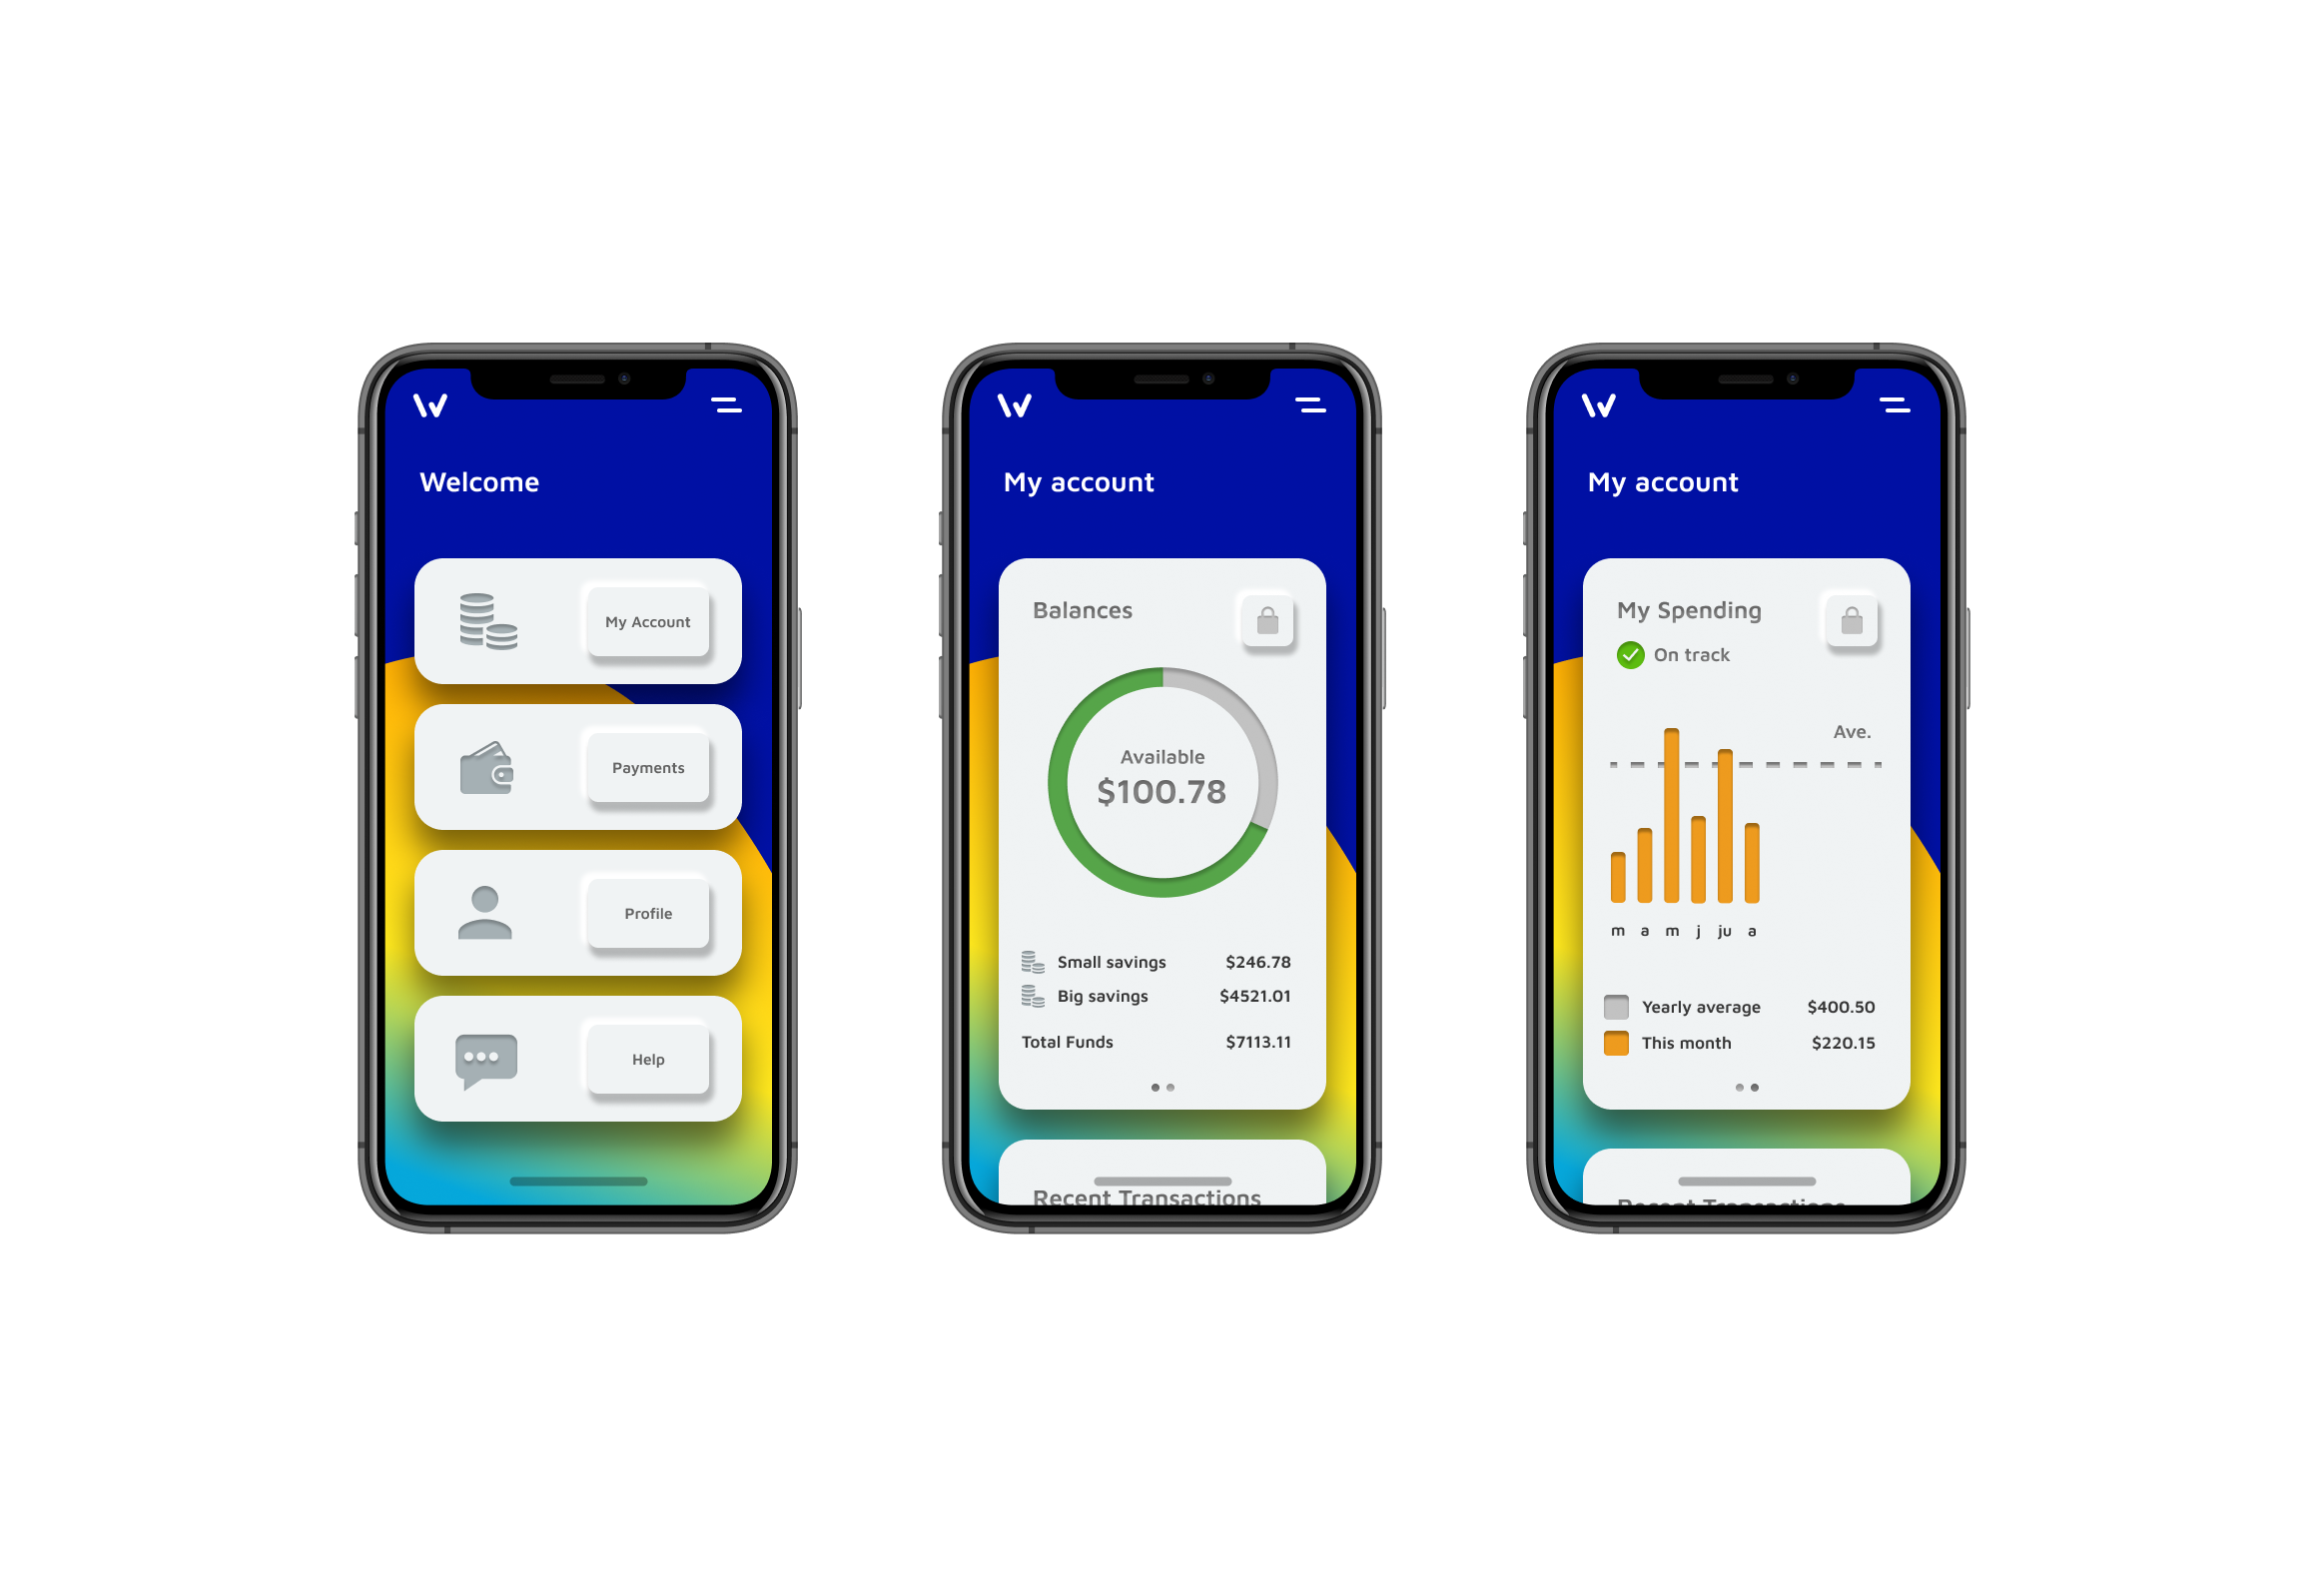 W
Welcome
My Account
Payments
Profile
Help
W
My account
Balances
Available
$100.78
Small savings $246.78
Big savings $4521.01
Total Funds $7113.11
Recent Transactions
W
My account
My Spending
On track
Ave.
m a m j ju a
Yearly average $400.50
This month $220.15
Recent Transactions